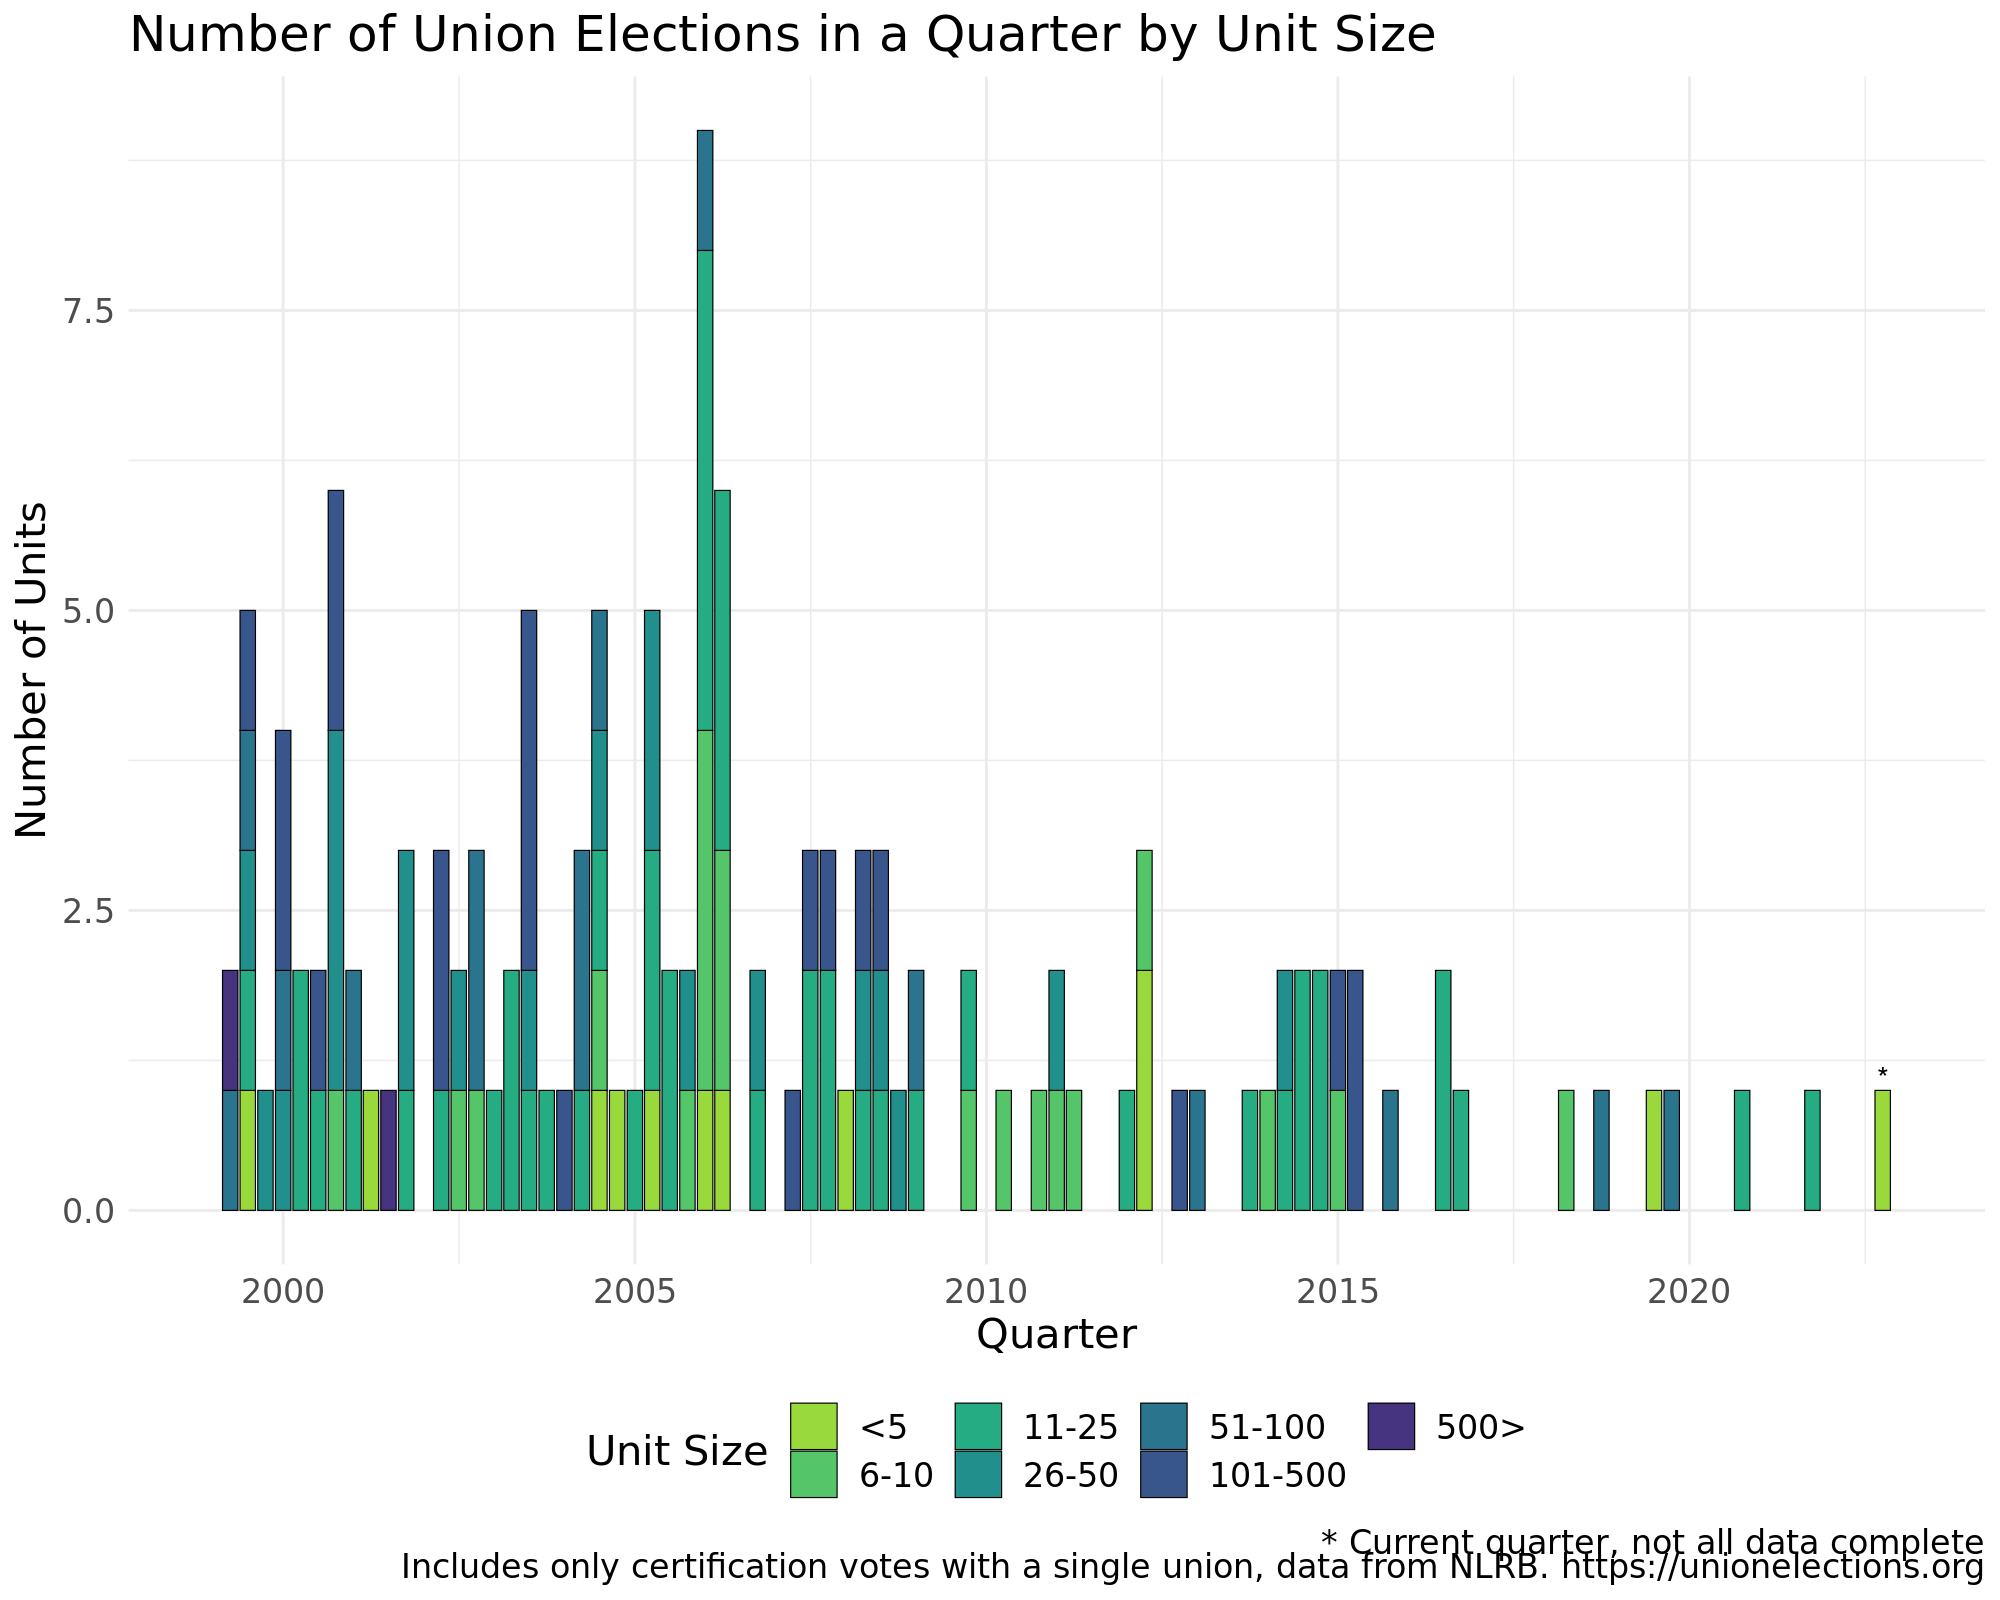 Number of Union Elections in a Quarter by Unit Size
Number of Units
7.5
5.0
2.5
0.0
*
2000 2005 2010 2015 2020
Quarter
Unit Size
<5 11-25 51-100 500>
6-10 26-50 101-500
* Current quarter, not all data complete
Includes only certification votes with a single union, data from NLRB. https://unionelections.org